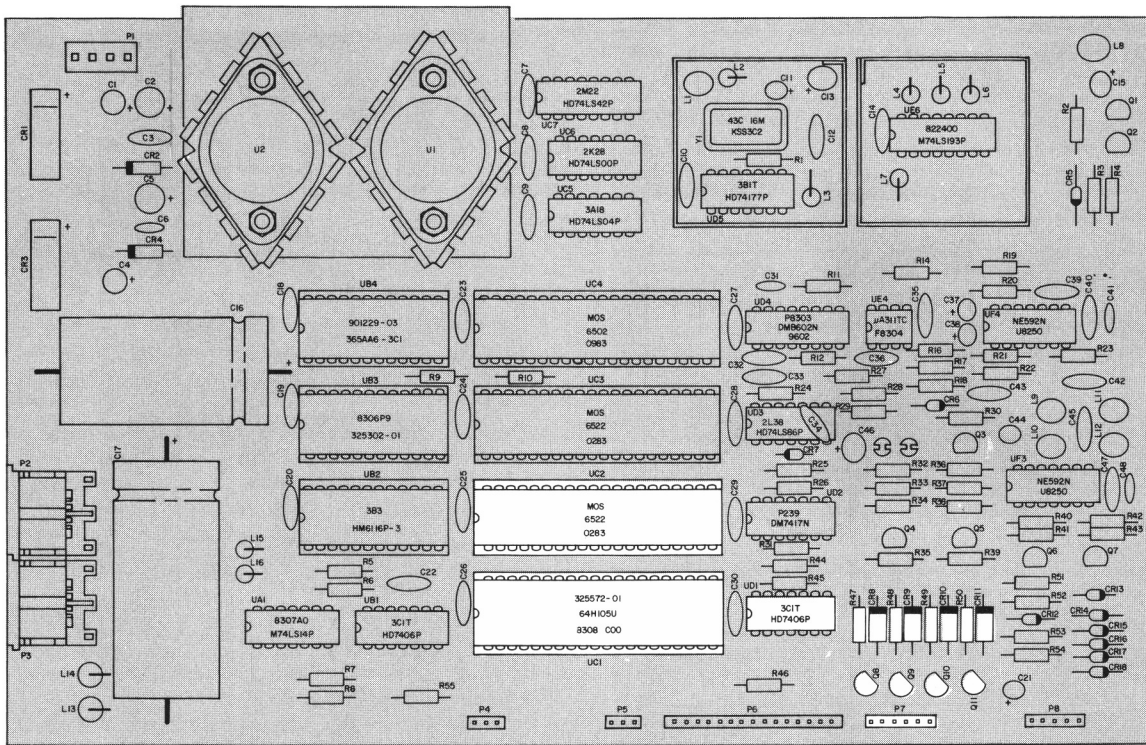 P1
CR1
C1
C2
C3
CR2
C5
C6
CR4
C4
CR3
U2
U1
C7
2M22
HD74LS42P
UC7
UC6
C8
2K28
HD74LS00P
UC5
C9
3A18
HD74LS04P
L1
L2
C11
C13
43C 16M
KSS3C2
Y1
C12
R1
C10
3B1T
HD74177P
UD5
L3
C14
L4
L5
L6
UE6
822400
M74LS193P
L7
L8
C15
Q1
R2
Q2
CR5
R3
R4
C16
C18
UB4
901229-03
365AA6-3C1
C23
UC4
MOS
6502
0983
C27
C31
R11
UD4
P8303
DM8602N
9602
R14
UE4
µA311TC
F8304
C35
C37
C38
R19
R20
C39
C40
C41
UF4
NE592N
U8250
C32
R12
C36
R16
R17
R21
R23
C33
R27
R22
R18
C42
C43
R24
R28
R29
CR6
C19
UB3
R9
8306P9
325302-01
C24
R10
UC3
MOS
6522
0283
C28
UD3
2L38
HD74LS86P
C34
CR7
C46
R30
Q3
L9
L10
C44
C45
L11
L12
C17
P2
C20
UB2
3B3
HM6116P-3
C25
UC2
MOS
6522
0283
C29
R25
R26
UD2
P239
DM7417N
R32
R33
R34
R36
R37
R38
UF3
NE592N
U8250
C47
C48
Q4
Q5
R35
R39
R40
R41
R42
R43
Q6
Q7
L15
L16
R5
R6
C22
C26
325572-01
64H105U
8308 C00
UC1
R31
R44
R45
UD1
C30
3C1T
HD7406P
UA1
8307A0
M74LS14P
UB1
3C1T
HD7406P
R47
CR8
R48
CR9
R49
CR10
R50
CR11
R51
R52
CR12
R53
R54
CR13
CR14
CR15
CR16
CR17
CR18
P3
L14
L13
R7
R8
R55
R46
Q8
Q9
Q10
Q11
C21
P4
P5
P6
P7
P8